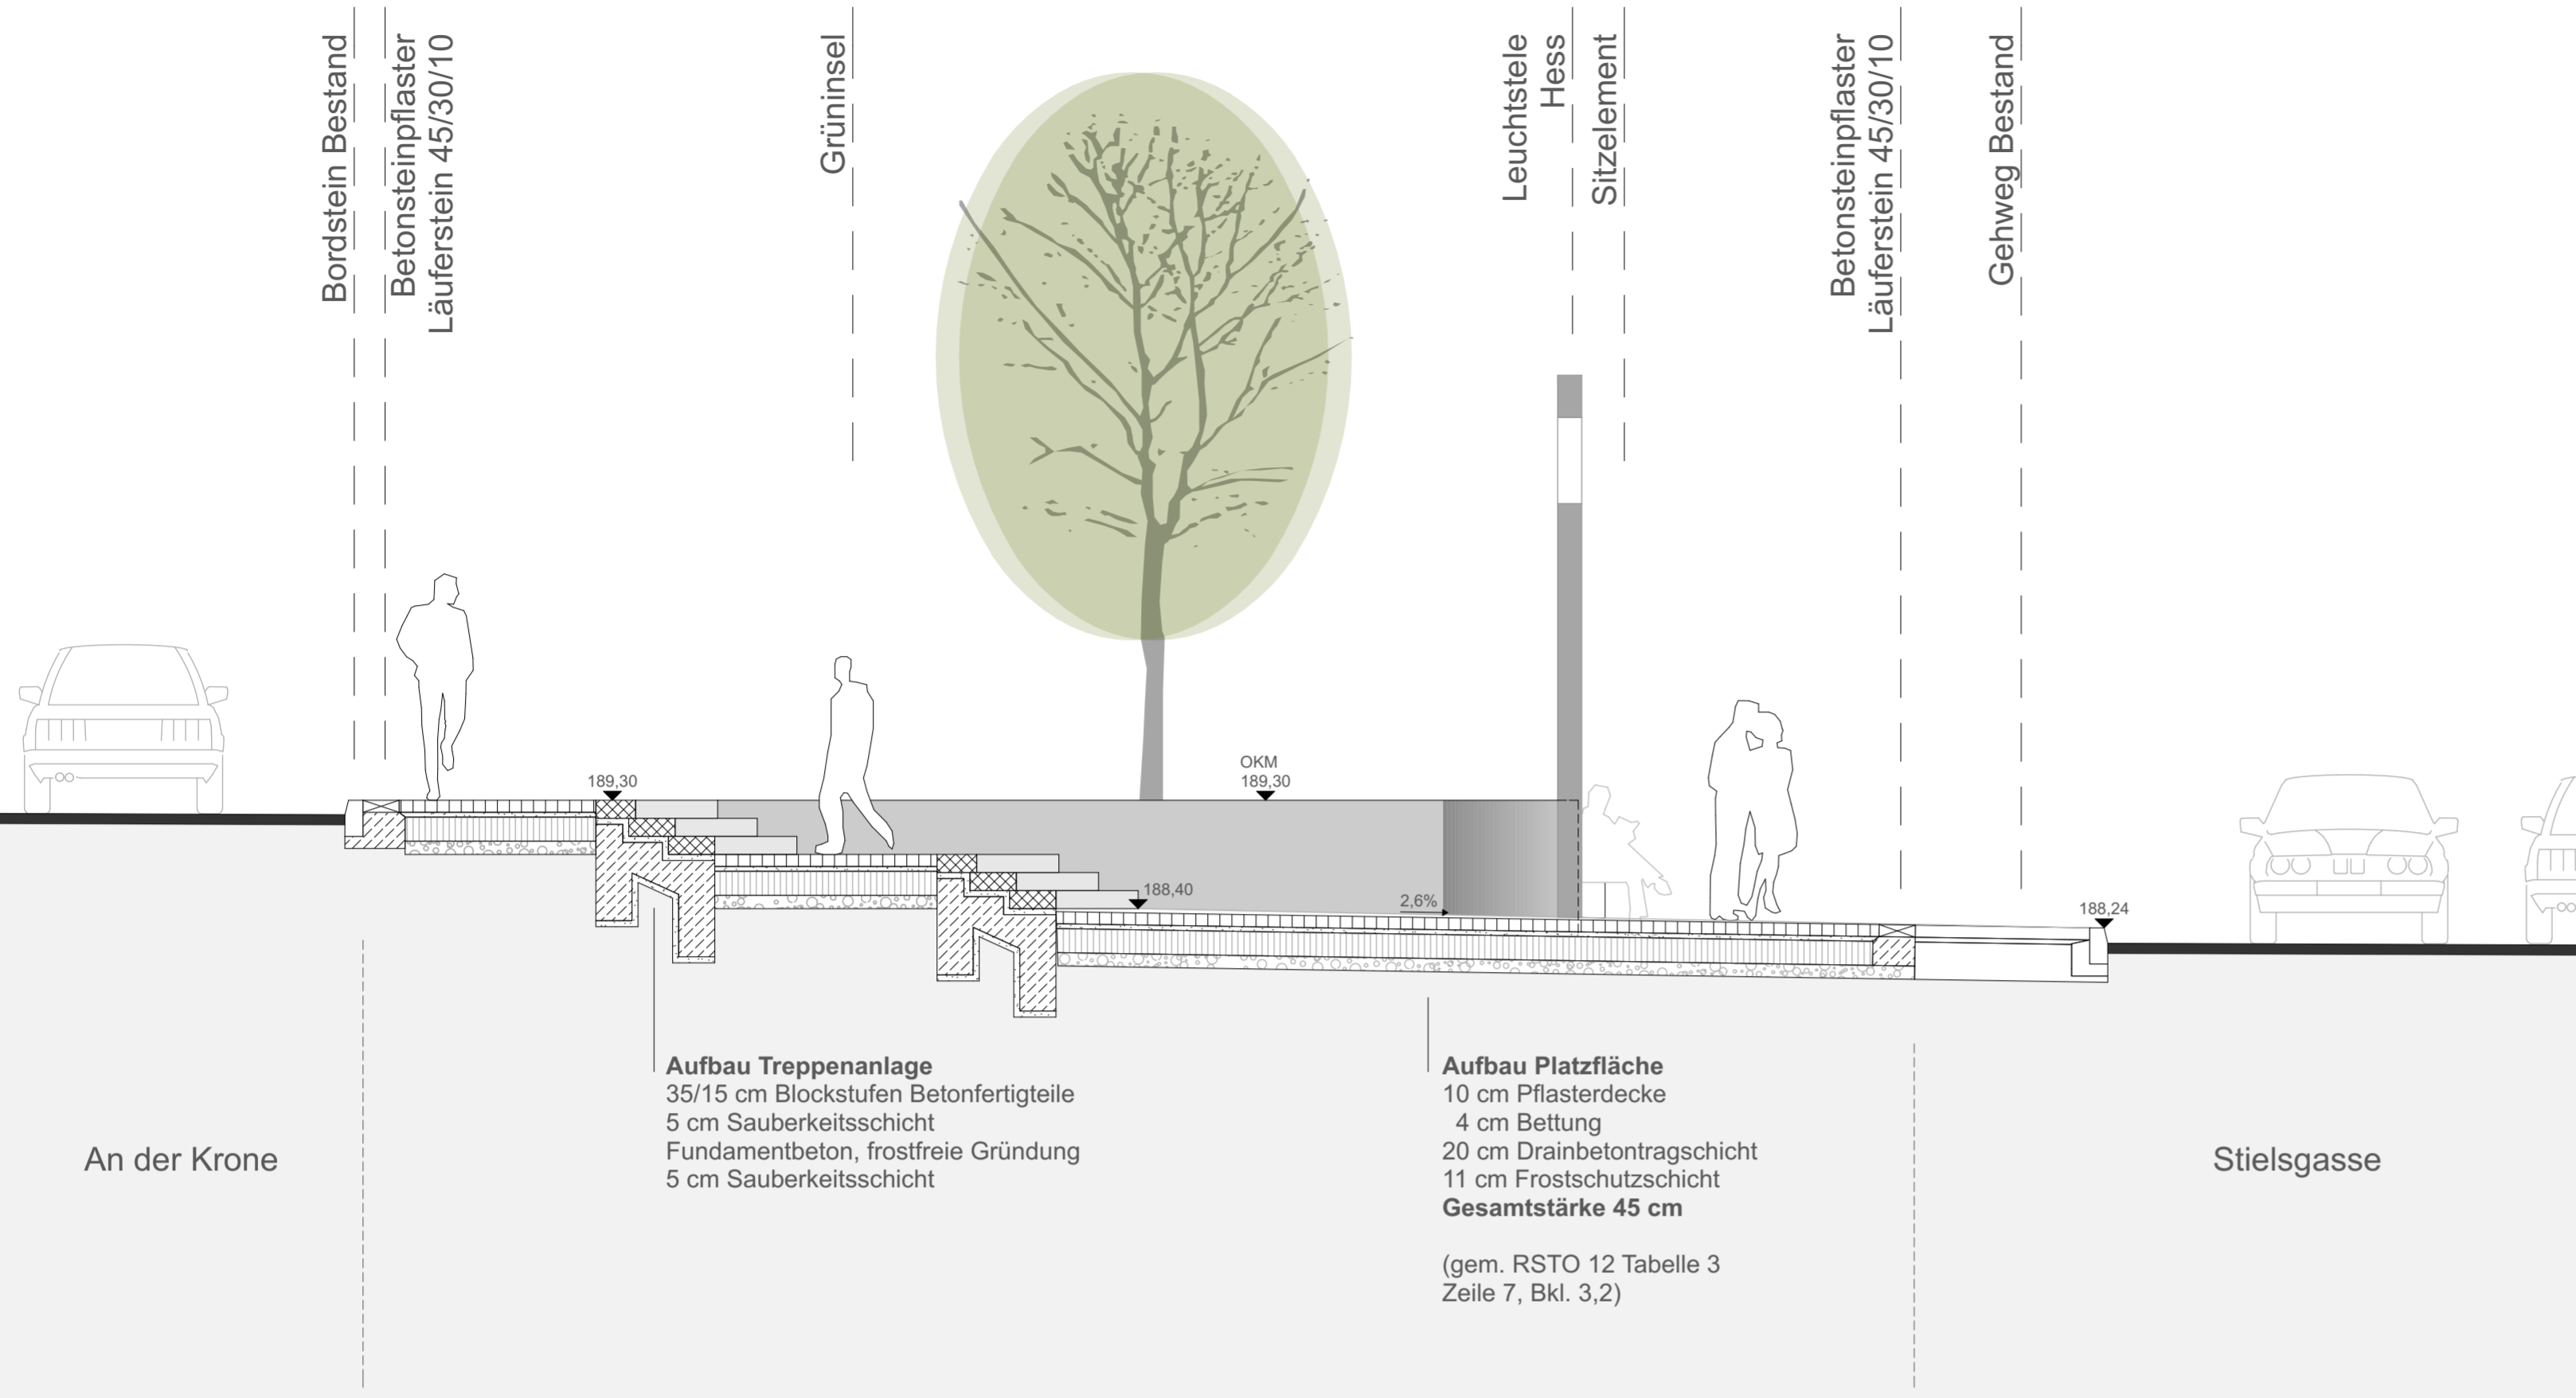 Bordstein Bestand
Betonsteinpflaster
Läuferstein 45/30/10
Grüninsel
Leuchtstele
Hess
Sitzelement
Betonsteinpflaster
Läuferstein 45/30/10
Gehweg Bestand
189,30
OKM
189,30
188,40
2,6%
188,24
Aufbau Treppenanlage
35/15 cm Blockstufen Betonfertigteile
5 cm Sauberkeitsschicht
Fundamentbeton, frostfreie Gründung
5 cm Sauberkeitsschicht
Aufbau Platzfläche
10 cm Pflasterdecke
4 cm Bettung
20 cm Drainbetontragschicht
11 cm Frostschutzschicht
Gesamtstärke 45 cm
(gem. RSTO 12 Tabelle 3
Zeile 7, Bkl. 3,2)
An der Krone
Stielsgasse